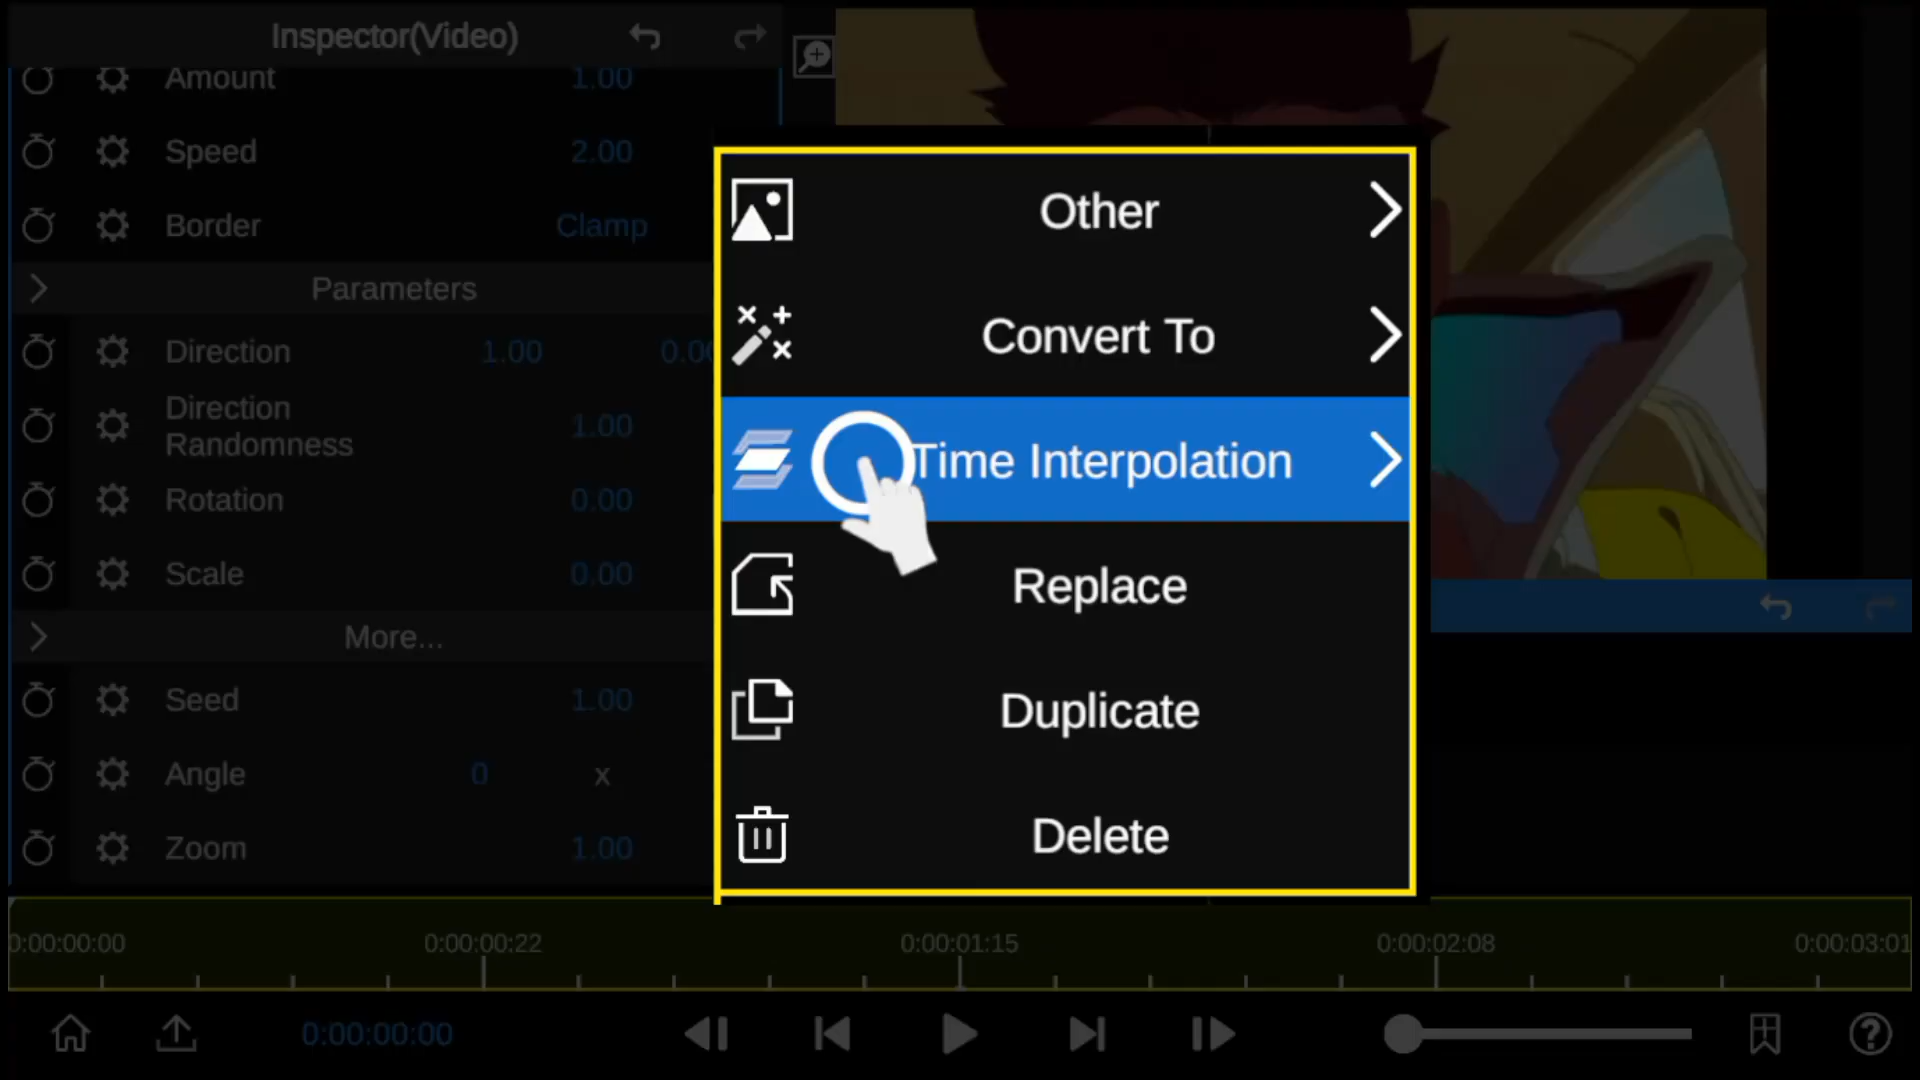 Inspector(Video)
Amount 1.00
Speed 2.00
Border Clamp
Parameters
Direction 1.00 0.00
Direction
Randomness 1.00
Rotation 0.00
Scale 0.00
More...
Seed 1.00
Angle 0 x
Zoom 1.00
Other
Convert To
Time Interpolation
Replace
Duplicate
Delete
0:00:00:00 0:00:00:22 0:00:01:15 0:00:02:08 0:00:03:01
0:00:00:00